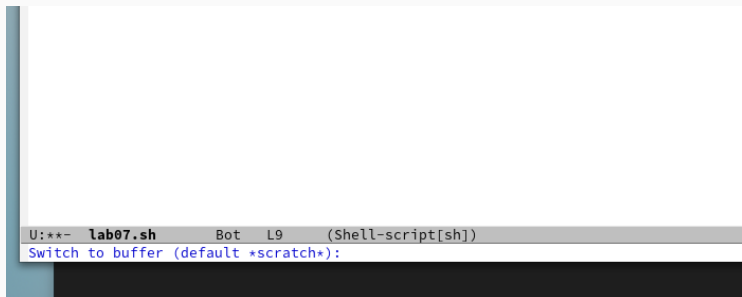 U:**-  lab07.sh       Bot   L9     (Shell-script[sh])
Switch to buffer (default *scratch*):